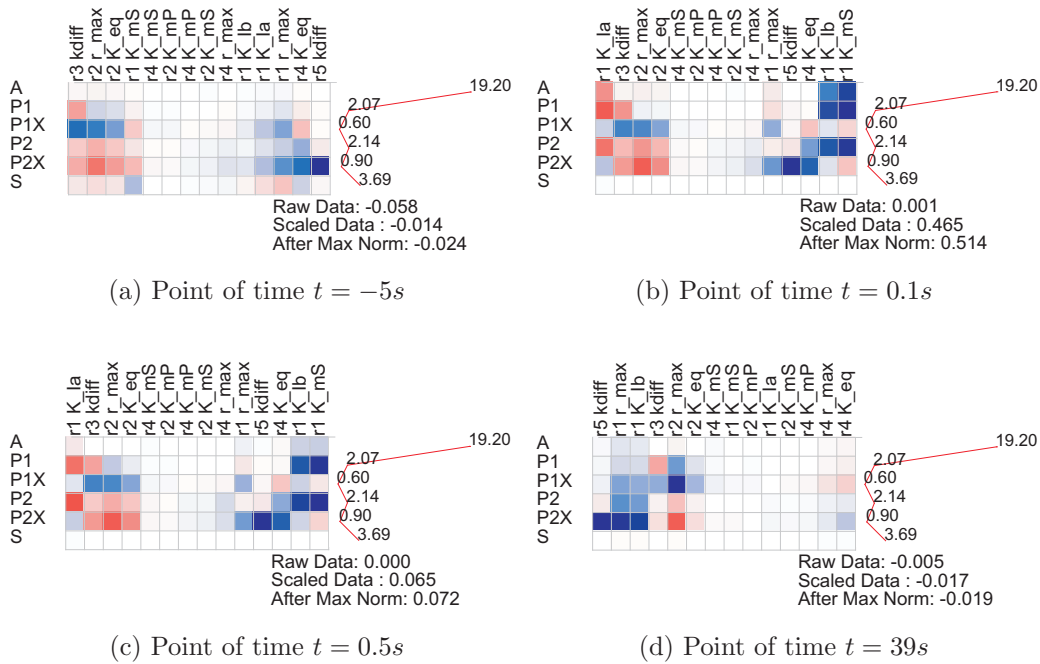 r3 kdiff
r2 r_max
r2 K_eq
r1 K_mS
r4 K_mS
r2 K_mP
r4 K_mP
r2 K_mS
r4 r_max
r1 K_Ib
r1 K_Ia
r1 r_max
r4 K_eq
r5 kdiff
A
P1
P1X
P2
P2X
S
19.20
2.07
0.60
2.14
0.90
3.69
Raw Data: -0.058
Scaled Data : -0.014
After Max Norm: -0.024
(a) Point of time t = −5s
r1 K_Ia
r3 kdiff
r2 r_max
r2 K_eq
r4 K_mS
r2 K_mP
r4 K_mP
r2 K_mS
r4 r_max
r1 r_max
r5 kdiff
r4 K_eq
r1 K_Ib
r1 K_mS
A
P1
P1X
P2
P2X
S
19.20
2.07
0.60
2.14
0.90
3.69
Raw Data: 0.001
Scaled Data : 0.465
After Max Norm: 0.514
(b) Point of time t = 0.1s
r1 K_Ia
r3 kdiff
r2 r_max
r2 K_eq
r4 K_mS
r2 K_mP
r4 K_mP
r2 K_mS
r4 r_max
r1 r_max
r5 kdiff
r4 K_eq
r1 K_Ib
r1 K_mS
A
P1
P1X
P2
P2X
S
19.20
2.07
0.60
2.14
0.90
3.69
Raw Data: 0.000
Scaled Data : 0.065
After Max Norm: 0.072
(c) Point of time t = 0.5s
r5 kdiff
r1 r_max
r1 K_Ib
r3 kdiff
r2 r_max
r2 K_eq
r4 K_mS
r1 K_mS
r2 K_mP
r1 K_Ia
r2 K_mS
r4 K_mP
r4 r_max
r4 K_eq
A
P1
P1X
P2
P2X
S
19.20
2.07
0.60
2.14
0.90
3.69
Raw Data: -0.005
Scaled Data : -0.017
After Max Norm: -0.019
(d) Point of time t = 39s